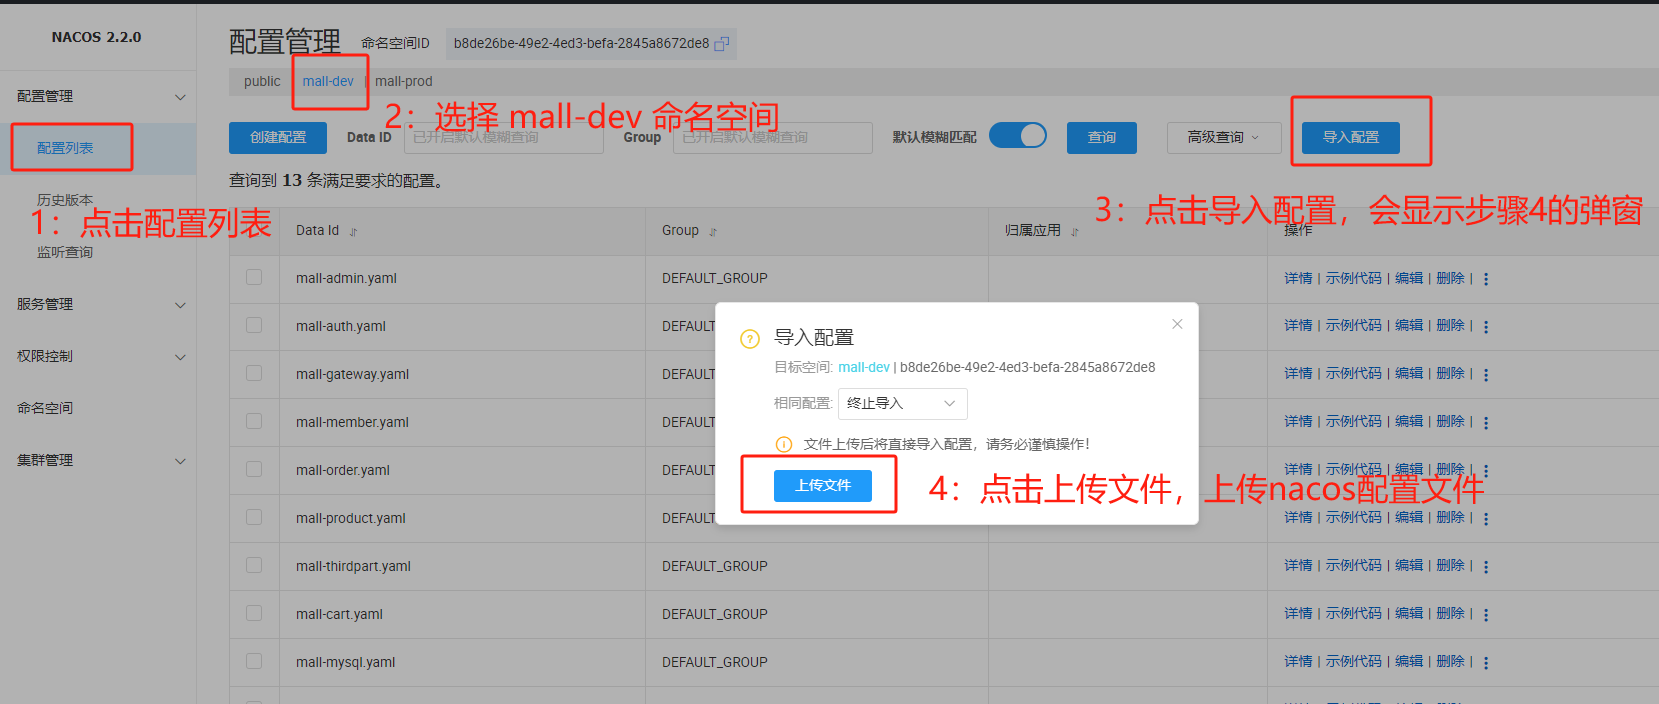 NACOS 2.2.0
配置管理 命名空间ID b8de26be-49e2-4ed3-befa-2845a8672de8
public | mall-dev | mall-prod
配置管理
2：选择 mall-dev 命名空间
创建配置 Data ID 已开启默认模糊查询 Group 已开启默认模糊查询 默认模糊匹配 查询 高级查询 导入配置
配置列表
查询到 13 条满足要求的配置。
历史版本
1：点击配置列表
3：点击导入配置，会显示步骤4的弹窗
Data Id Group 归属应用 操作
监听查询
mall-admin.yaml DEFAULT_GROUP 详情 | 示例代码 | 编辑 | 删除 |
服务管理
mall-auth.yaml DEFAULT 详情 | 示例代码 | 编辑 | 删除 |
权限控制
mall-gateway.yaml DEFAULT 详情 | 示例代码 | 编辑 | 删除 |
命名空间
mall-member.yaml DEFAULT 详情 | 示例代码 | 编辑 | 删除 |
集群管理
mall-order.yaml DEFAULT 详情 | 示例代码 | 编辑 | 删除 |
mall-product.yaml DEFAULT 详情 | 示例代码 | 编辑 | 删除 |
mall-thirdpart.yaml DEFAULT_GROUP 详情 | 示例代码 | 编辑 | 删除 |
mall-cart.yaml DEFAULT_GROUP 详情 | 示例代码 | 编辑 | 删除 |
mall-mysql.yaml DEFAULT_GROUP 详情 | 示例代码 | 编辑 | 删除 |
导入配置
目标空间: mall-dev | b8de26be-49e2-4ed3-befa-2845a8672de8
相同配置: 终止导入
文件上传后将直接导入配置，请务必谨慎操作！
上传文件
4：点击上传文件，上传nacos配置文件